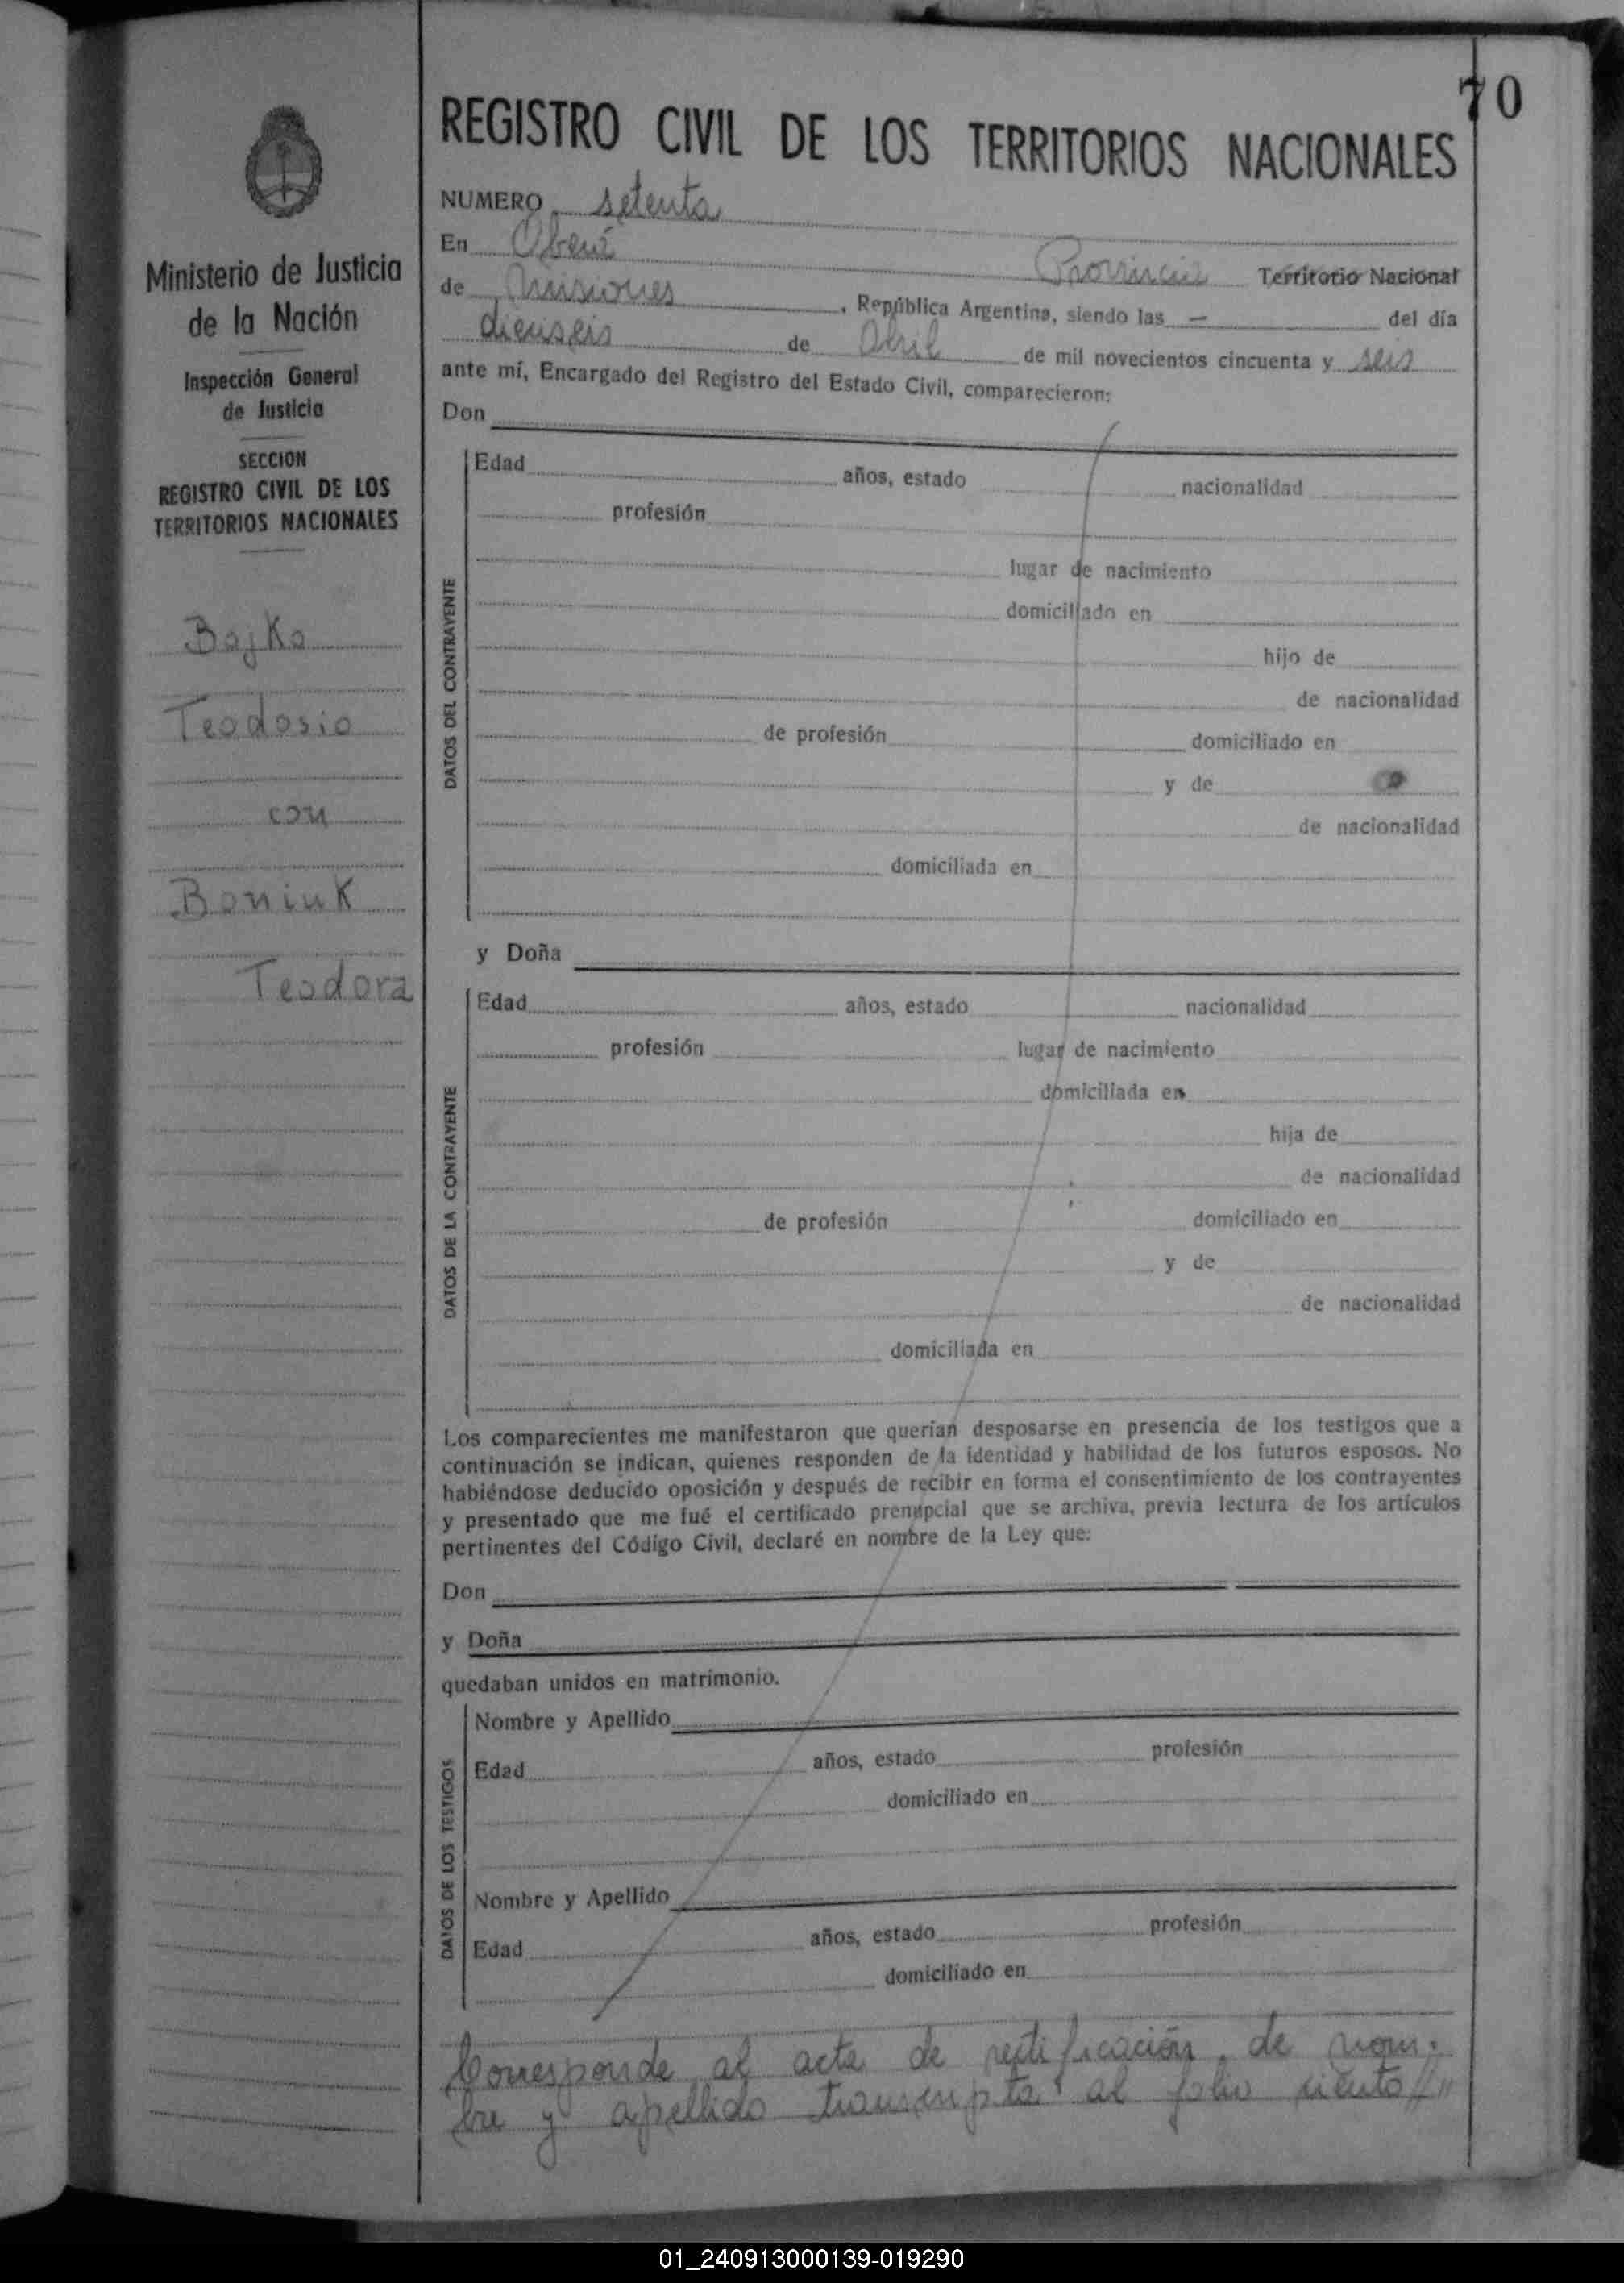 70
Ministerio de Justicia
de la Nación
Inspección General
de Justicia
SECCION
REGISTRO CIVIL DE LOS
TERRITORIOS NACIONALES
Bojko
Teodosio
con
Boniuk
Teodora
REGISTRO CIVIL DE LOS TERRITORIOS NACIONALES
NUMERO setenta
En Oberá Provincia Territorio Nacional
de Misiones, República Argentina, siendo las — del día
dieciseis de Abril de mil novecientos cincuenta y seis
ante mí, Encargado del Registro del Estado Civil, comparecieron:
Don
DATOS DEL CONTRAYENTE
Edad años, estado nacionalidad
profesión
lugar de nacimiento
domiciliado en
hijo de
de nacionalidad
de profesión domiciliado en
y de
de nacionalidad
domiciliada en
y Doña
DATOS DE LA CONTRAYENTE
Edad años, estado nacionalidad
profesión lugar de nacimiento
domiciliada en
hija de
de nacionalidad
de profesión domiciliado en
y de
de nacionalidad
domiciliada en
Los comparecientes me manifestaron que querían desposarse en presencia de los testigos que a
continuación se indican, quienes responden de la identidad y habilidad de los futuros esposos. No
habiéndose deducido oposición y después de recibir en forma el consentimiento de los contrayentes
y presentado que me fué el certificado prenupcial que se archiva, previa lectura de los artículos
pertinentes del Código Civil, declaré en nombre de la Ley que:
Don
y Doña
quedaban unidos en matrimonio.
DATOS DE LOS TESTIGOS
Nombre y Apellido
Edad años, estado profesión
domiciliado en
Nombre y Apellido
Edad años, estado profesión
domiciliado en
Corresponde al acta de rectificación de nom-
bre y apellido transcripta al folio ciento //"
01_240913000139-019290